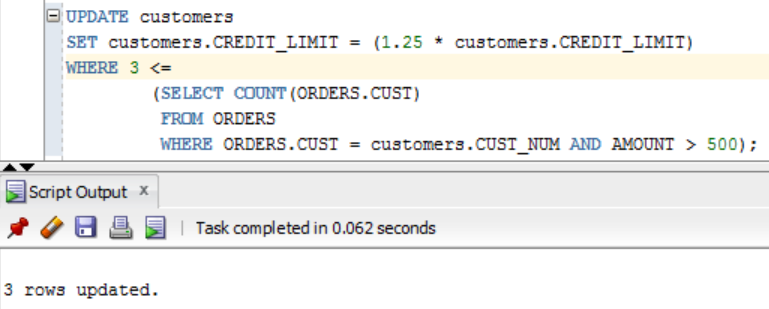 UPDATE customers
SET customers.CREDIT_LIMIT = (1.25 * customers.CREDIT_LIMIT)
WHERE 3 <=
(SELECT COUNT(ORDERS.CUST)
FROM ORDERS
WHERE ORDERS.CUST = customers.CUST_NUM AND AMOUNT > 500);
Script Output x
Task completed in 0.062 seconds
3 rows updated.